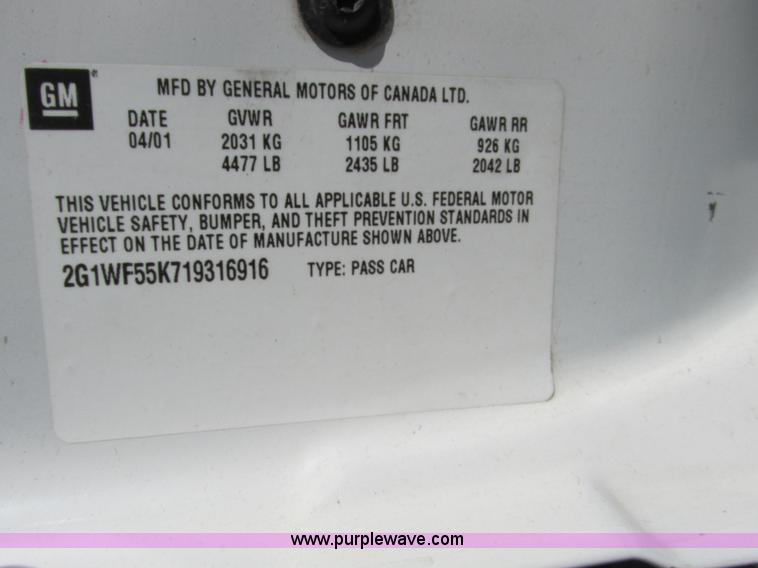 GM
MFD BY GENERAL MOTORS OF CANADA LTD.
DATE GVWR GAWR FRT GAWR RR
04/01 2031 KG 1105 KG 926 KG
4477 LB 2435 LB 2042 LB
THIS VEHICLE CONFORMS TO ALL APPLICABLE U.S. FEDERAL MOTOR
VEHICLE SAFETY, BUMPER, AND THEFT PREVENTION STANDARDS IN
EFFECT ON THE DATE OF MANUFACTURE SHOWN ABOVE.
2G1WF55K719316916 TYPE: PASS CAR
www.purplewave.com